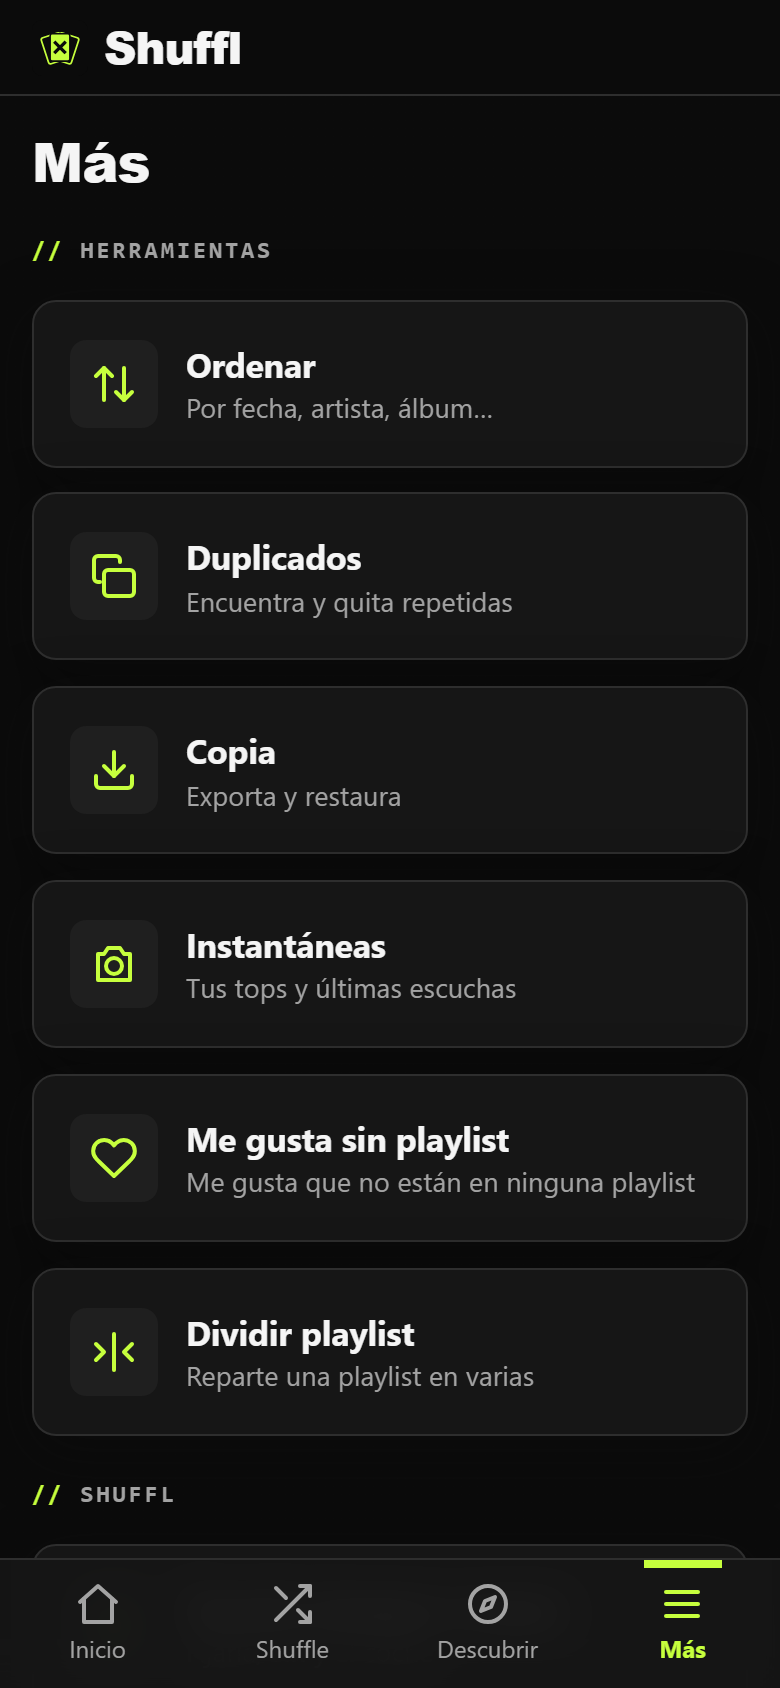 Shuffl
Más
// HERRAMIENTAS
Ordenar
Por fecha, artista, álbum...
Duplicados
Encuentra y quita repetidas
Copia
Exporta y restaura
Instantáneas
Tus tops y últimas escuchas
Me gusta sin playlist
Me gusta que no están en ninguna playlist
Dividir playlist
Reparte una playlist en varias
// SHUFFL
Inicio
Shuffle
Descubrir
Más